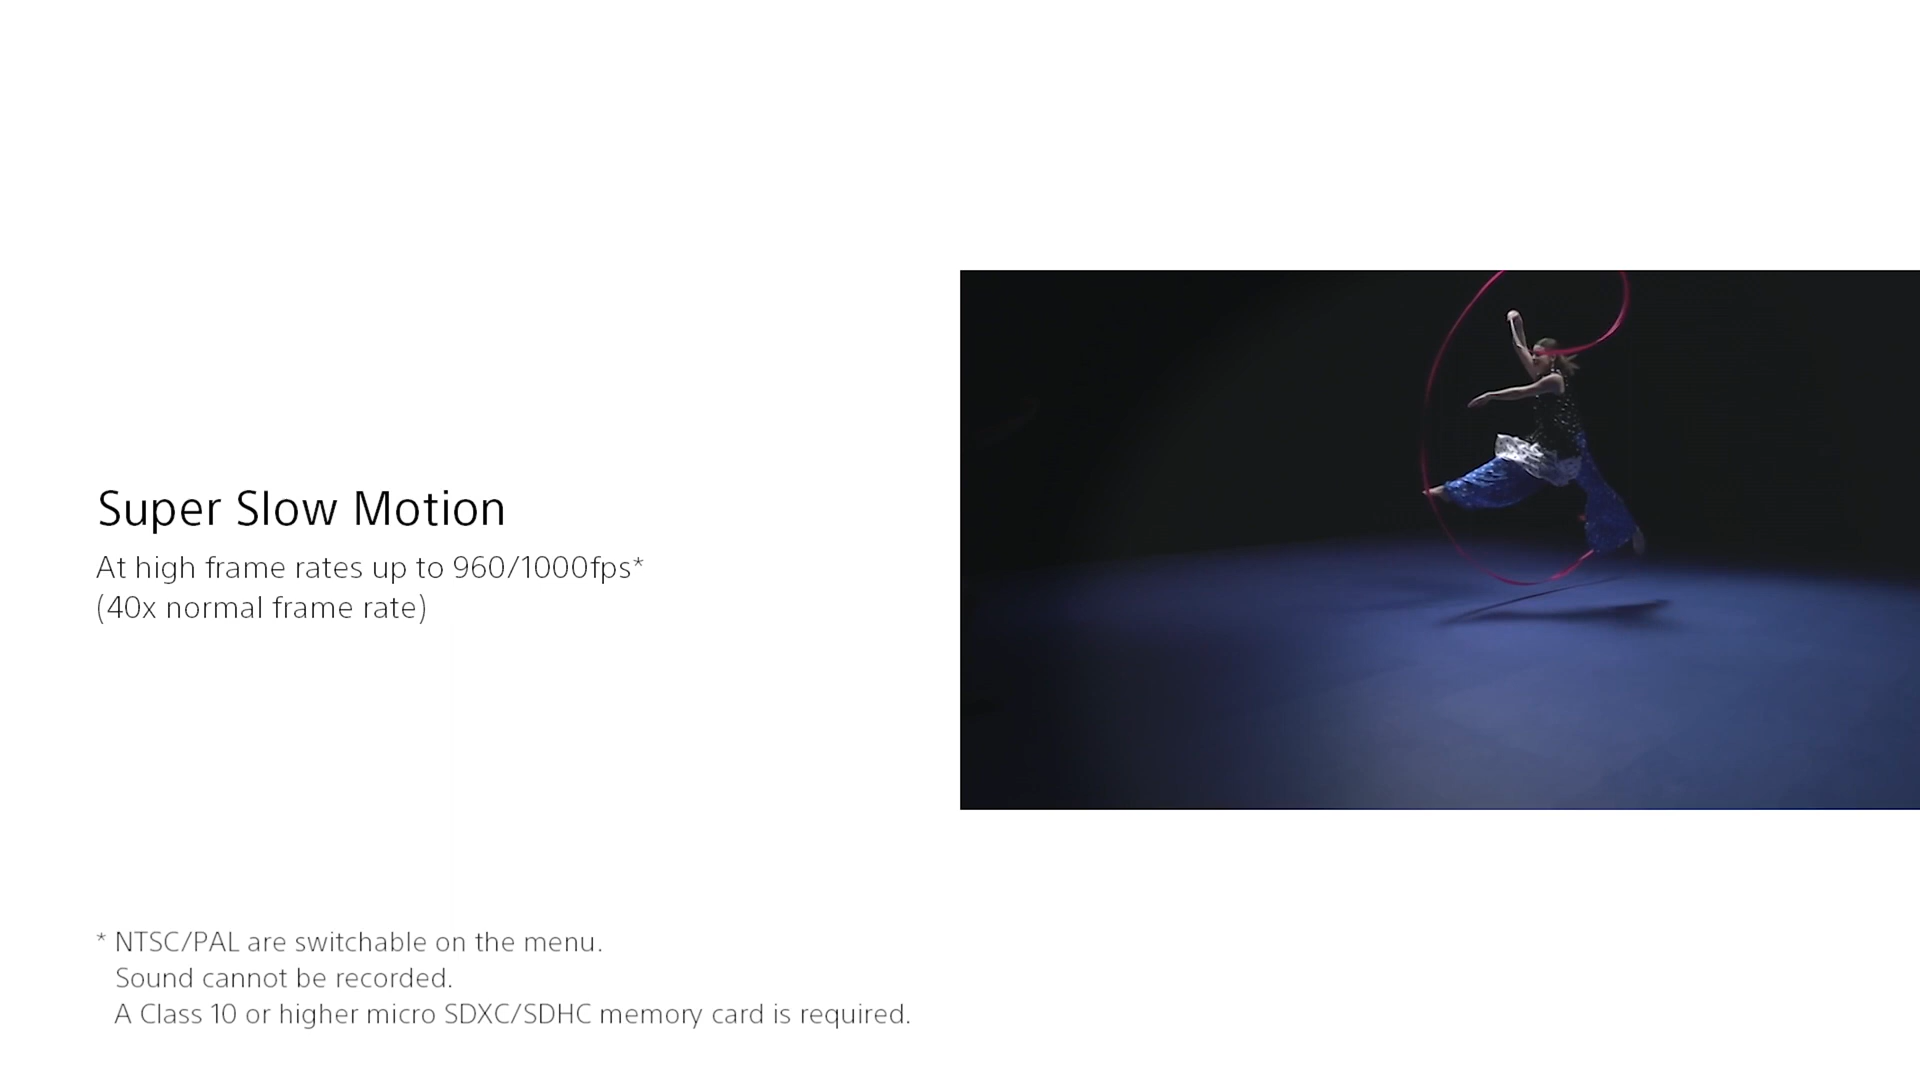 Super Slow Motion
At high frame rates up to 960/1000fps*
(40x normal frame rate)
* NTSC/PAL are switchable on the menu.
Sound cannot be recorded.
A Class 10 or higher micro SDXC/SDHC memory card is required.